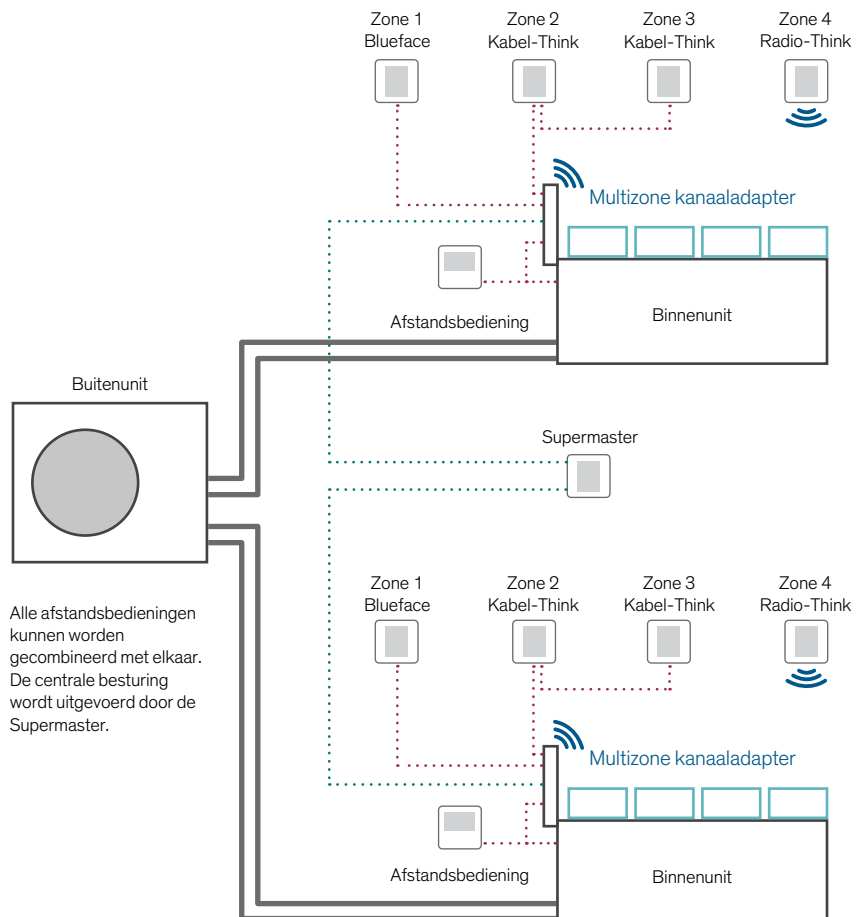 Zone 1
Blueface
Zone 2
Kabel-Think
Zone 3
Kabel-Think
Zone 4
Radio-Think
Multizone kanaaladapter
Afstandsbediening
Binnenunit
Buitenunit
Supermaster
Alle afstandsbedieningen
kunnen worden
gecombineerd met elkaar.
De centrale besturing
wordt uitgevoerd door de
Supermaster.
Zone 1
Blueface
Zone 2
Kabel-Think
Zone 3
Kabel-Think
Zone 4
Radio-Think
Multizone kanaaladapter
Afstandsbediening
Binnenunit